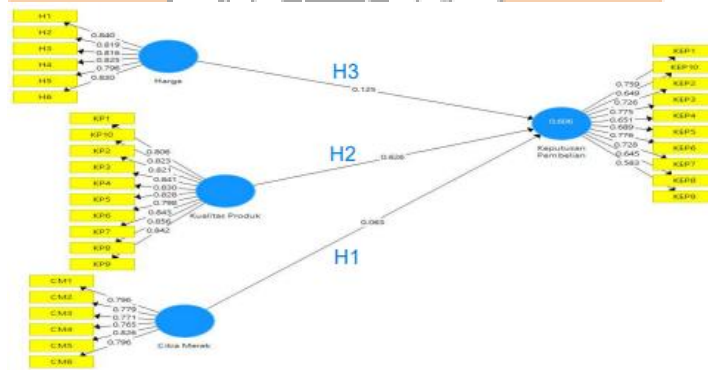 H1
H2
H3
H4
H5
H6
0.840
0.819
0.816
0.825
0.796
0.830
Harga
H3
0.125
KP1
KP10
KP2
KP3
KP4
KP5
KP6
KP7
KP8
KP9
0.806
0.823
0.821
0.841
0.830
0.828
0.798
0.845
0.856
0.842
Kualitas Produk
H2
0.626
CM1
CM2
CM3
CM4
CM5
CM6
0.796
0.779
0.771
0.765
0.826
0.796
Citra Merek
H1
0.065
0.606
Keputusan
Pembelian
0.759
0.649
0.726
0.775
0.651
0.689
0.776
0.728
0.645
0.583
KEP1
KEP10
KEP2
KEP3
KEP4
KEP5
KEP6
KEP7
KEP8
KEP9